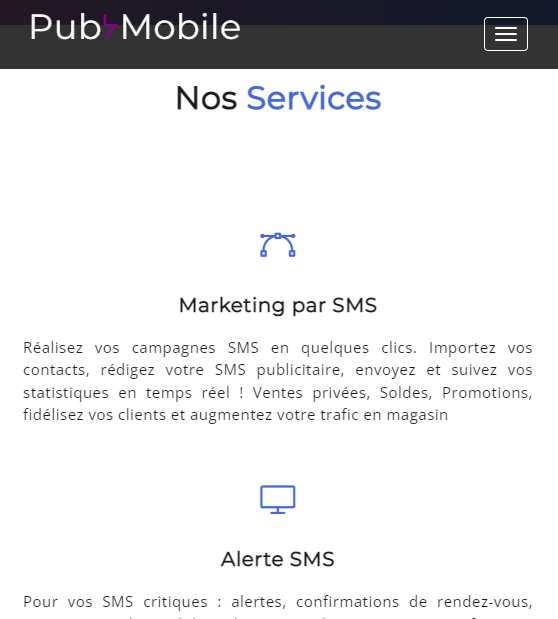 Pub Mobile
Nos Services
Marketing par SMS
Réalisez vos campagnes SMS en quelques clics. Importez vos
contacts, rédigez votre SMS publicitaire, envoyez et suivez vos
statistiques en temps réel ! Ventes privées, Soldes, Promotions,
fidélisez vos clients et augmentez votre trafic en magasin
Alerte SMS
Pour vos SMS critiques : alertes, confirmations de rendez-vous,